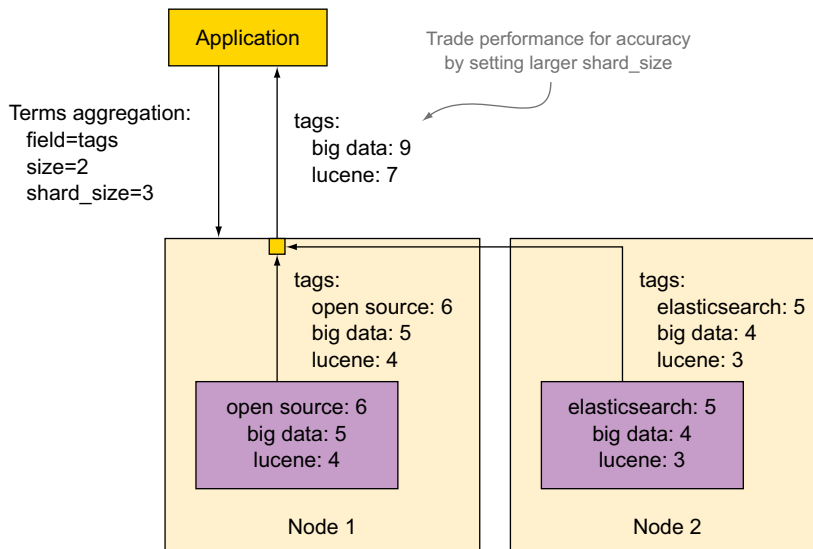 Application
Trade performance for accuracy
by setting larger shard_size
Terms aggregation:
field=tags
size=2
shard_size=3
tags:
big data: 9
lucene: 7
tags:
open source: 6
big data: 5
lucene: 4
tags:
elasticsearch: 5
big data: 4
lucene: 3
open source: 6
big data: 5
lucene: 4
elasticsearch: 5
big data: 4
lucene: 3
Node 1
Node 2